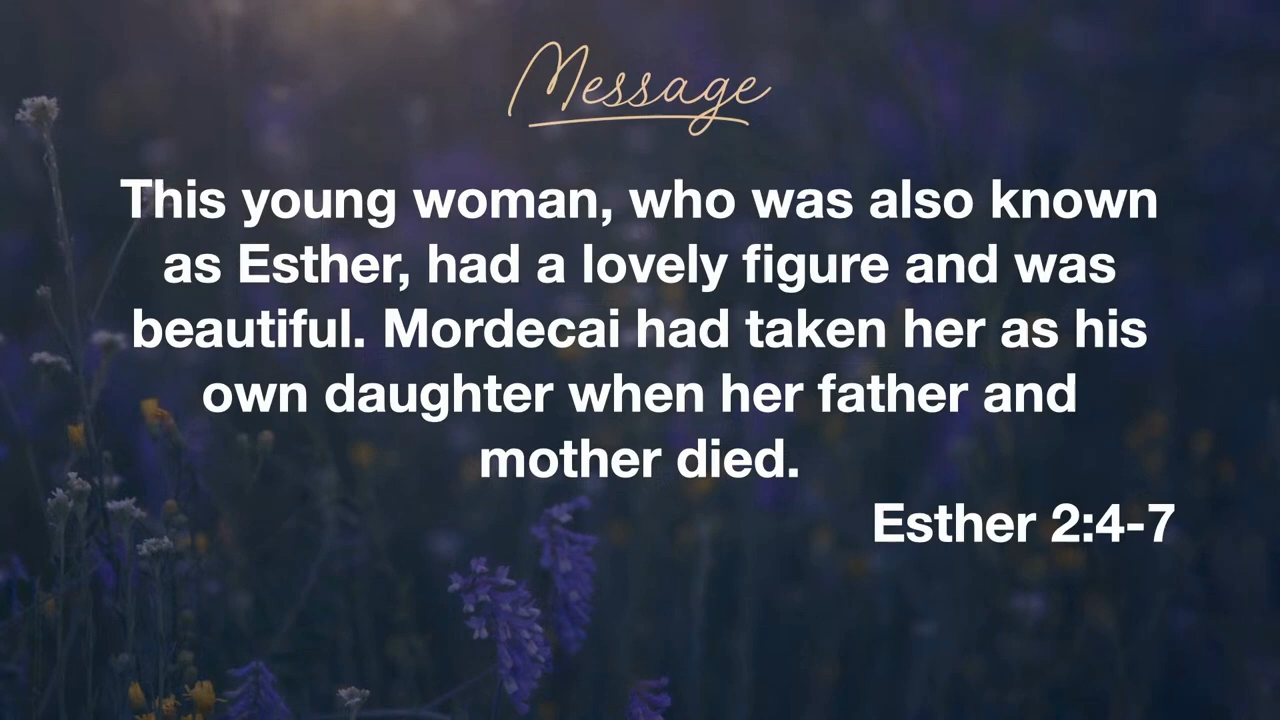 Message
This young woman, who was also known
as Esther, had a lovely figure and was
beautiful. Mordecai had taken her as his
own daughter when her father and
mother died.
Esther 2:4-7